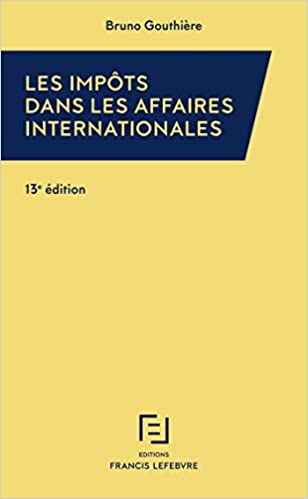 Bruno Gouthière
LES IMPÔTS
DANS LES AFFAIRES
INTERNATIONALES
13e édition
EDITIONS
FRANCIS LEFEBVRE